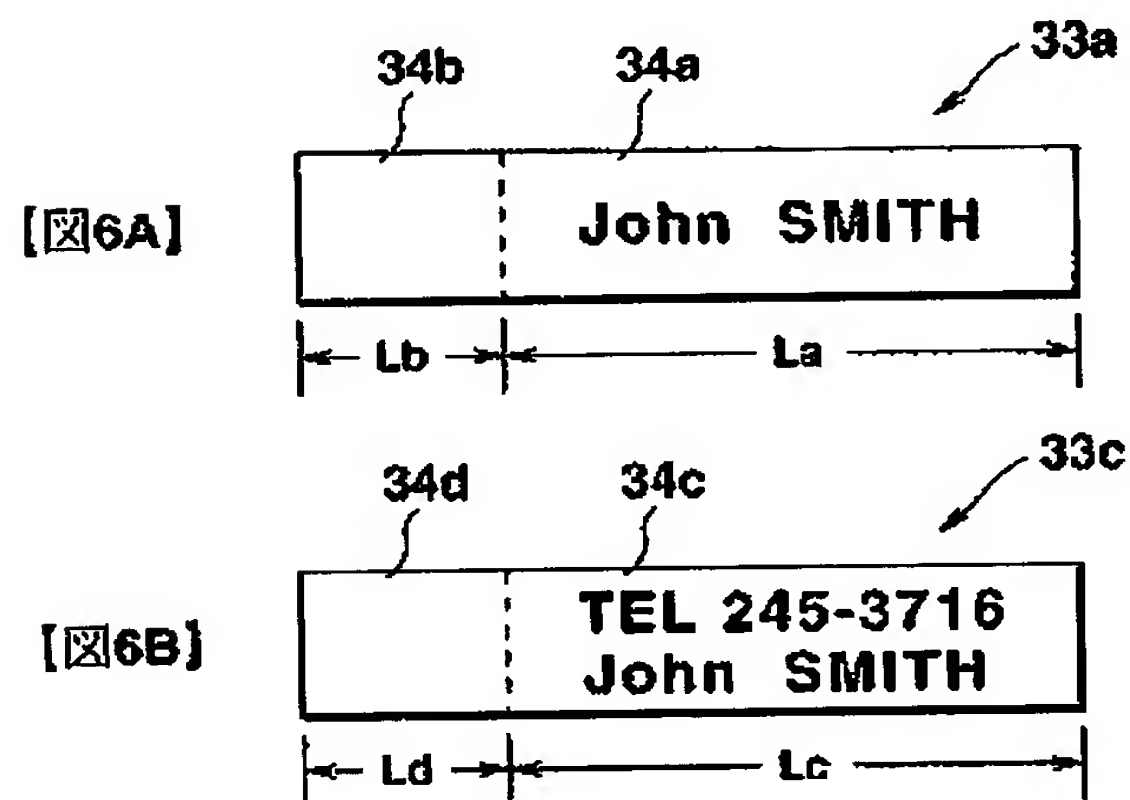 33a
34b 34a
【図6A】
John SMITH
Lb La
33c
34d 34c
【図6B】
TEL 245-3716
John SMITH
Ld Lc